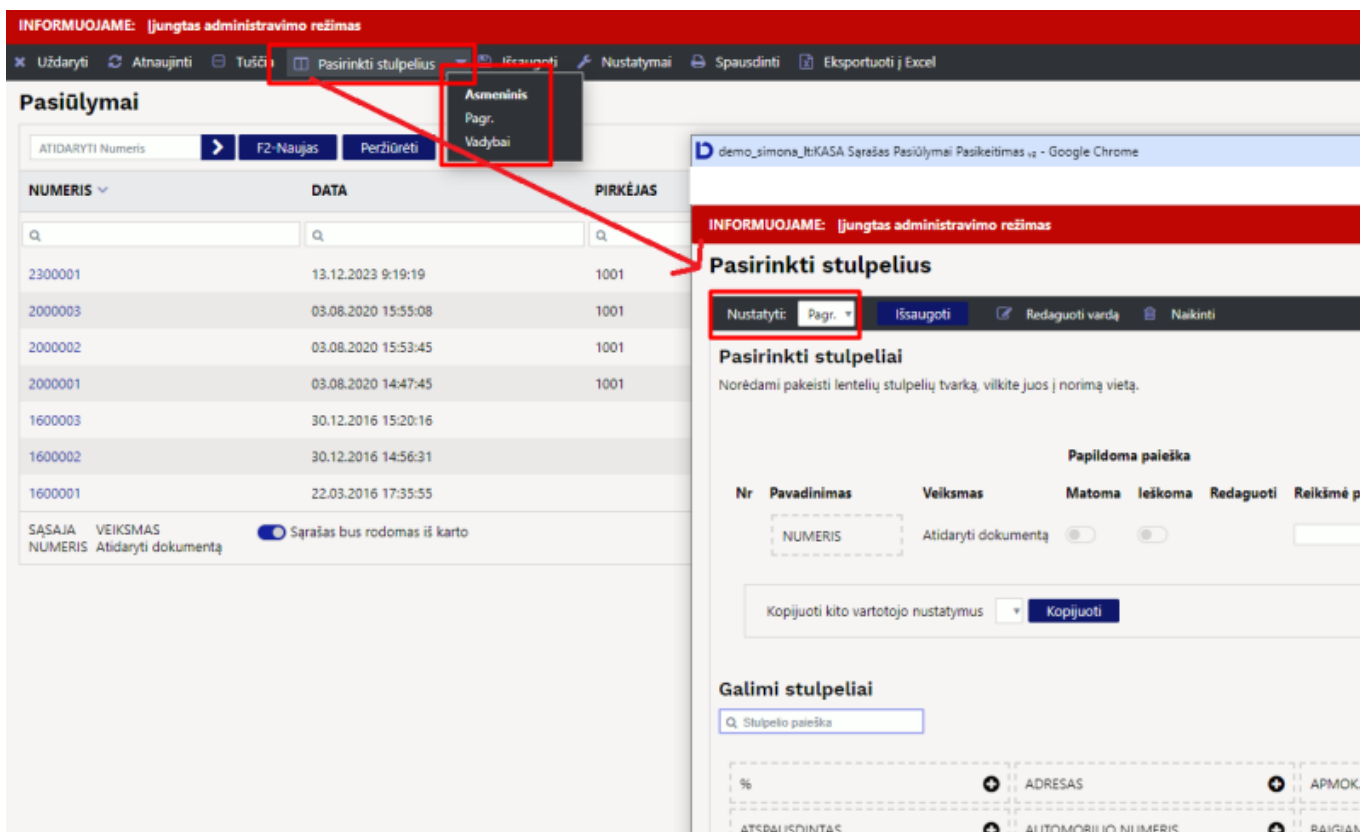 INFORMUOJAME: Įjungtas administravimo režimas
Uždaryti Atnaujinti Pasirinkti stulpelius Išsaugoti Nustatymai Spausdinti Eksportuoti į Excel
Asmeninis
Pagr.
Vadybai
Pasiūlymai
ATIDARYTI Numeris F2-Naujas Peržiūrėti
NUMERIS DATA PIRKĖJAS
2300001 13.12.2023 9:19:19 1001
2000003 03.08.2020 15:55:08 1001
2000002 03.08.2020 15:53:45 1001
2000001 03.08.2020 14:47:45 1001
1600003 30.12.2016 15:20:16
1600002 30.12.2016 14:56:31
1600001 22.03.2016 17:35:55
SĄSAJA VEIKSMAS
NUMERIS Atidaryti dokumentą
Sąrašas bus rodomas iš karto
demo_simona_lt:KASA Sąrašas Pasiūlymai Pasikeitimas v2 - Google Chrome
INFORMUOJAME: Įjungtas administravimo režimas
Pasirinkti stulpelius
Nustatyti: Pagr. Išsaugoti Redaguoti vardą Naikinti
Pasirinkti stulpeliai
Norėdami pakeisti lentelių stulpelių tvarką, vilkite juos į norimą vietą.
Papildoma paieška
Nr Pavadinimas Veiksmas Matoma Ieškoma Redaguoti Reikšmė p
NUMERIS Atidaryti dokumentą
Kopijuoti kito vartotojo nustatymus Kopijuoti
Galimi stulpeliai
Stulpelio paieška
% ADRESAS APMOK
ATSPAUSDINTAS AUTOMOBILIO NUMERIS